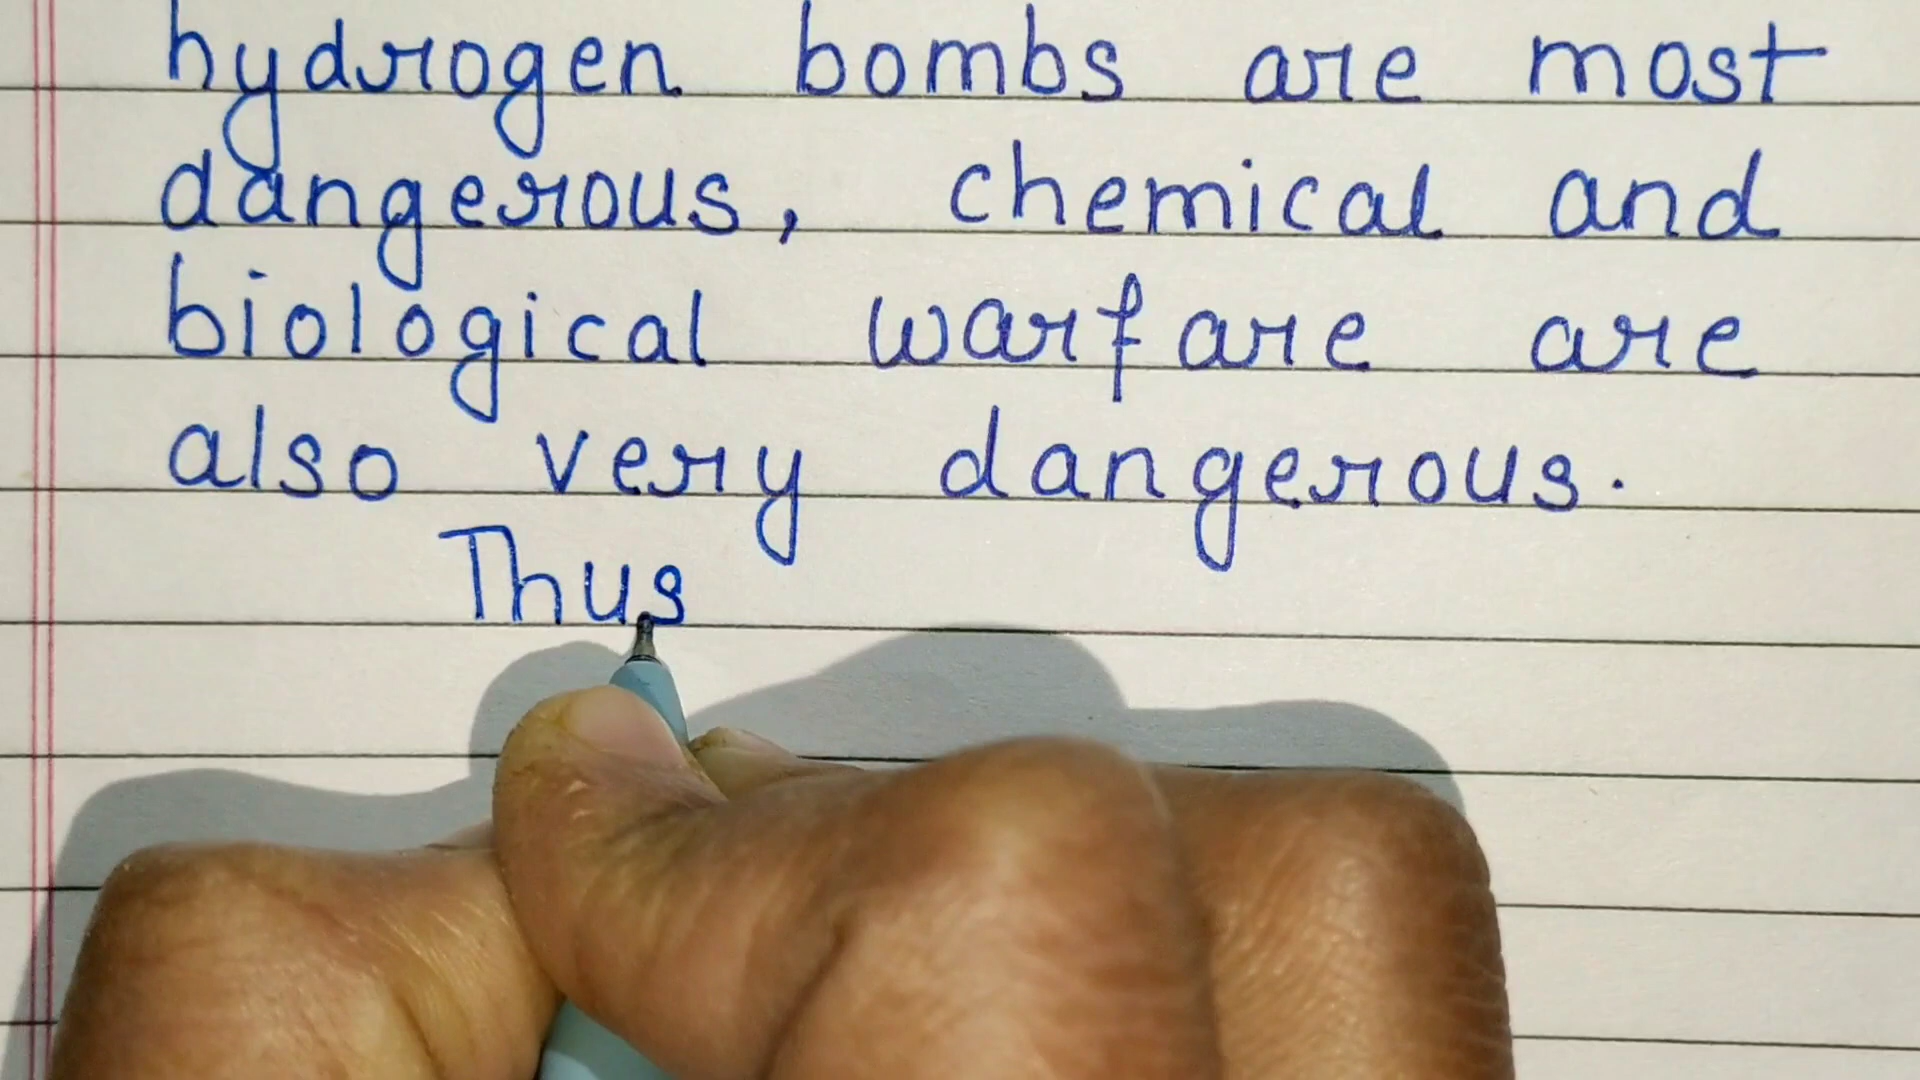 hydrogen bombs are most
dangerous, chemical and
biological warfare are
also very dangerous.
Thus